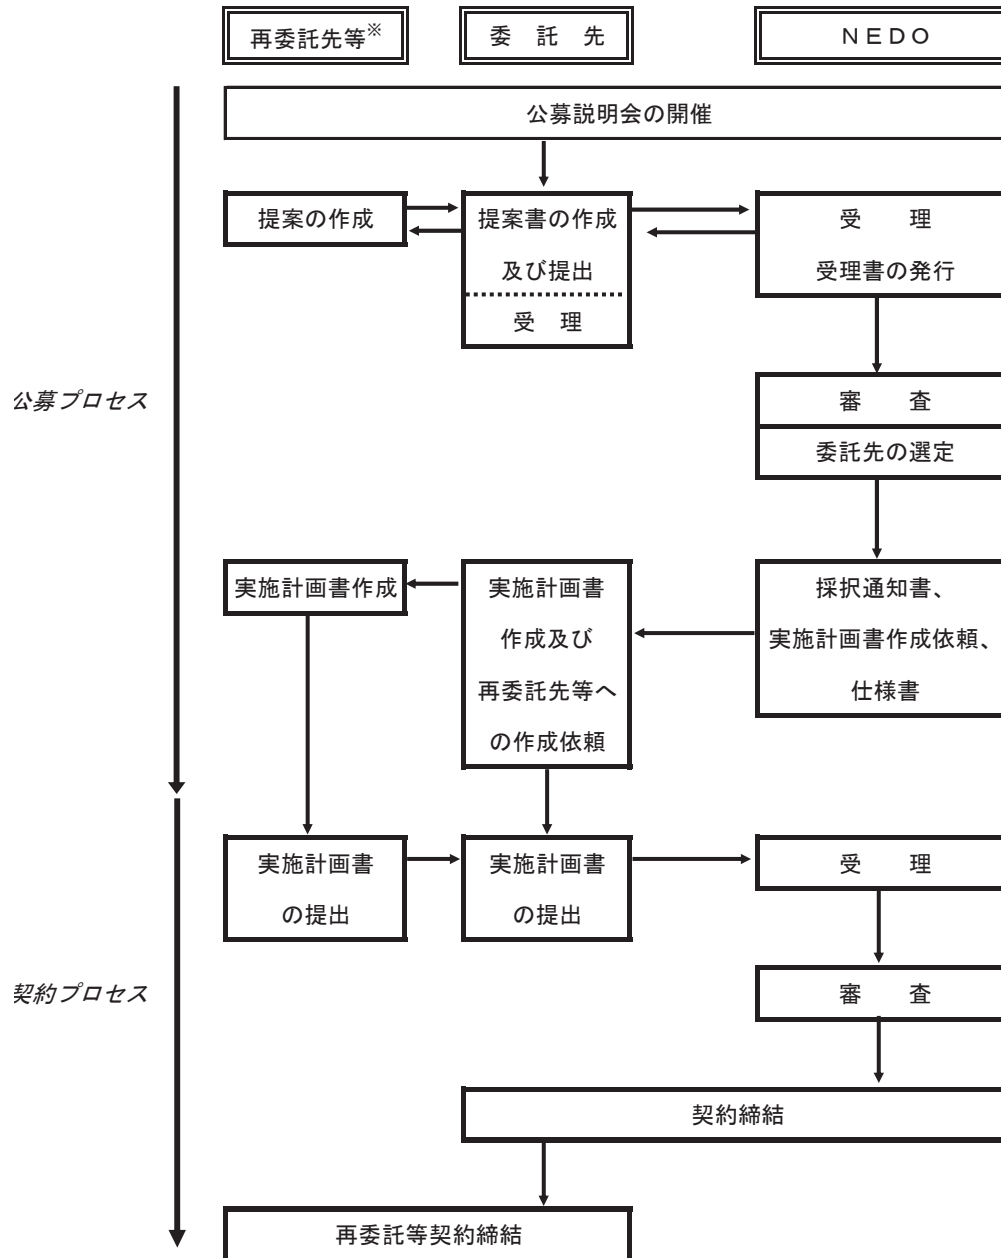 再委託先等※
委　託　先
ＮＥＤＯ
公募説明会の開催
提案の作成
提案書の作成
及び提出
受　理
受　　理
受理書の発行
公募プロセス
審　　査
委託先の選定
実施計画書作成
実施計画書
作成及び
再委託先等へ
の作成依頼
採択通知書、
実施計画書作成依頼、
仕様書
実施計画書
の提出
実施計画書
の提出
受　　理
契約プロセス
審　　査
契約締結
再委託等契約締結